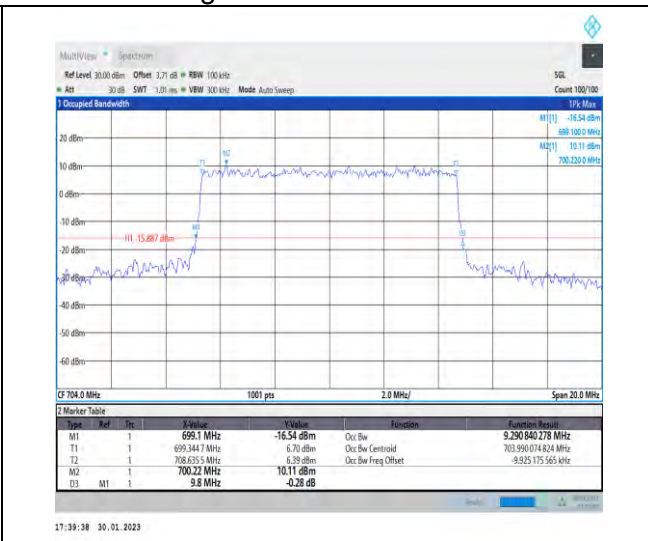 MultiView Spectrum
Ref Level 30.00 dBm Offset 3.71 dB RBW 100 kHz SGL
Att 30 dB SWT 1.01 ms VBW 300 kHz Mode Auto Sweep Count 100/100
1 Occupied Bandwidth 1Pk Max
M1[1] -16.54 dBm
699.100 0 MHz
M2[1] 10.11 dBm
700.220 0 MHz
20 dBm
M2
T1
10 dBm
0 dBm
-10 dBm
M1
D3
H1 -15.887 dBm
-20 dBm
-30 dBm
-40 dBm
-50 dBm
-60 dBm
CF 704.0 MHz 1001 pts 2.0 MHz/ Span 20.0 MHz
2 Marker Table
Type Ref Trc X-Value Y-Value Function Function Result
M1 1 699.1 MHz -16.54 dBm Occ Bw 9.290 840 278 MHz
T1 1 699.344 7 MHz 6.70 dBm Occ Bw Centroid 703.990 074 824 MHz
T2 1 708.635 5 MHz 6.39 dBm Occ Bw Freq Offset -9.925 175 565 kHz
M2 1 700.22 MHz 10.11 dBm
D3 M1 1 9.8 MHz -0.28 dB
17:39:38 30.01.2023